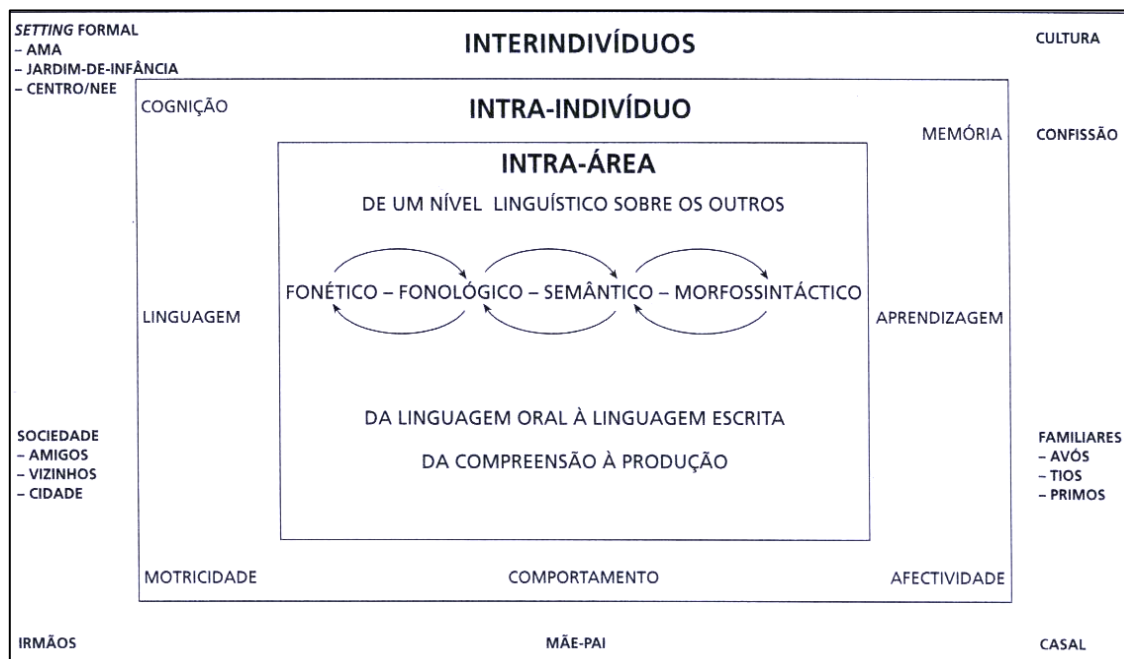 SETTING FORMAL
– AMA
– JARDIM-DE-INFÂNCIA
– CENTRO/NEE
INTERINDIVÍDUOS
CULTURA
COGNIÇÃO
INTRA-INDIVÍDUO
MEMÓRIA
CONFISSÃO
INTRA-ÁREA
DE UM NÍVEL LINGUÍSTICO SOBRE OS OUTROS
FONÉTICO – FONOLÓGICO – SEMÂNTICO – MORFOSSINTÁCTICO
LINGUAGEM
APRENDIZAGEM
DA LINGUAGEM ORAL À LINGUAGEM ESCRITA
DA COMPREENSÃO À PRODUÇÃO
SOCIEDADE
– AMIGOS
– VIZINHOS
– CIDADE
FAMILIARES
– AVÓS
– TIOS
– PRIMOS
MOTRICIDADE
COMPORTAMENTO
AFECTIVIDADE
IRMÃOS
MÃE-PAI
CASAL